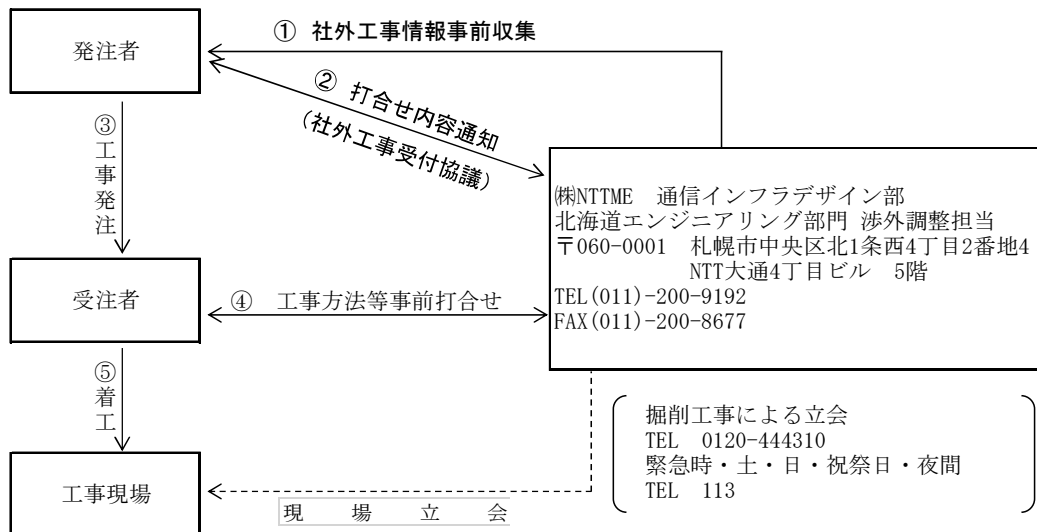 発注者
① 社外工事情報事前収集
② 打合せ内容通知
(社外工事受付協議)
③工事発注
㈱NTTME 通信インフラデザイン部
北海道エンジニアリング部門 渉外調整担当
〒060-0001 札幌市中央区北1条西4丁目2番地4
NTT大通4丁目ビル 5階
TEL(011)-200-9192
FAX(011)-200-8677
受注者
④ 工事方法等事前打合せ
⑤着工
掘削工事による立会
TEL 0120-444310
緊急時・土・日・祝祭日・夜間
TEL 113
工事現場
現場立会